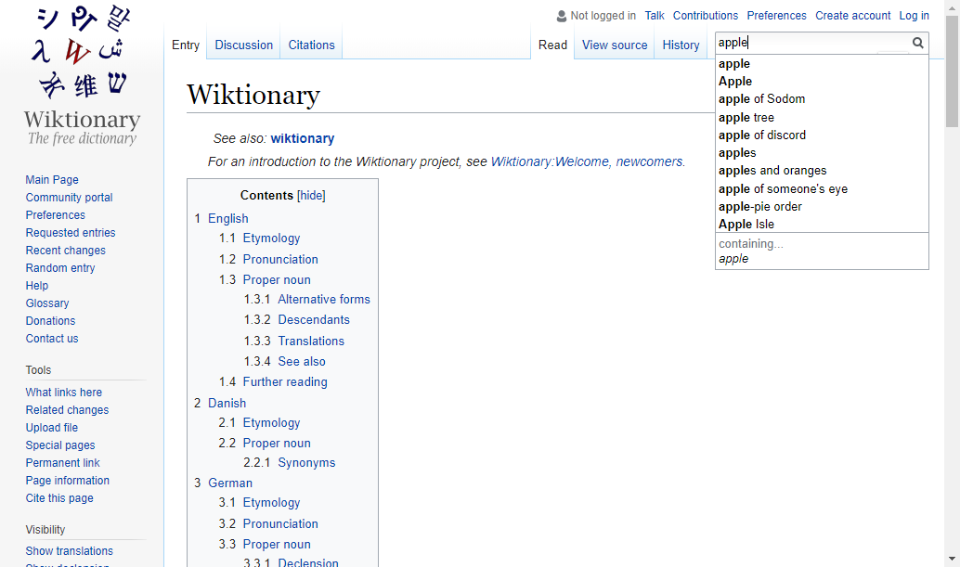 Not logged in Talk Contributions Preferences Create account Log in
Entry Discussion Citations Read View source History apple
シ Ψ 말
λ W ش
维 ש
Wiktionary
The free dictionary
Main Page
Community portal
Preferences
Requested entries
Recent changes
Random entry
Help
Glossary
Donations
Contact us
Tools
What links here
Related changes
Upload file
Special pages
Permanent link
Page information
Cite this page
Visibility
Show translations
Show declension
Wiktionary
See also: wiktionary
For an introduction to the Wiktionary project, see Wiktionary:Welcome, newcomers.
Contents [hide]
1 English
1.1 Etymology
1.2 Pronunciation
1.3 Proper noun
1.3.1 Alternative forms
1.3.2 Descendants
1.3.3 Translations
1.3.4 See also
1.4 Further reading
2 Danish
2.1 Etymology
2.2 Proper noun
2.2.1 Synonyms
3 German
3.1 Etymology
3.2 Pronunciation
3.3 Proper noun
3.3.1 Declension
apple
Apple
apple of Sodom
apple tree
apple of discord
apples
apples and oranges
apple of someone's eye
apple-pie order
Apple Isle
containing...
apple